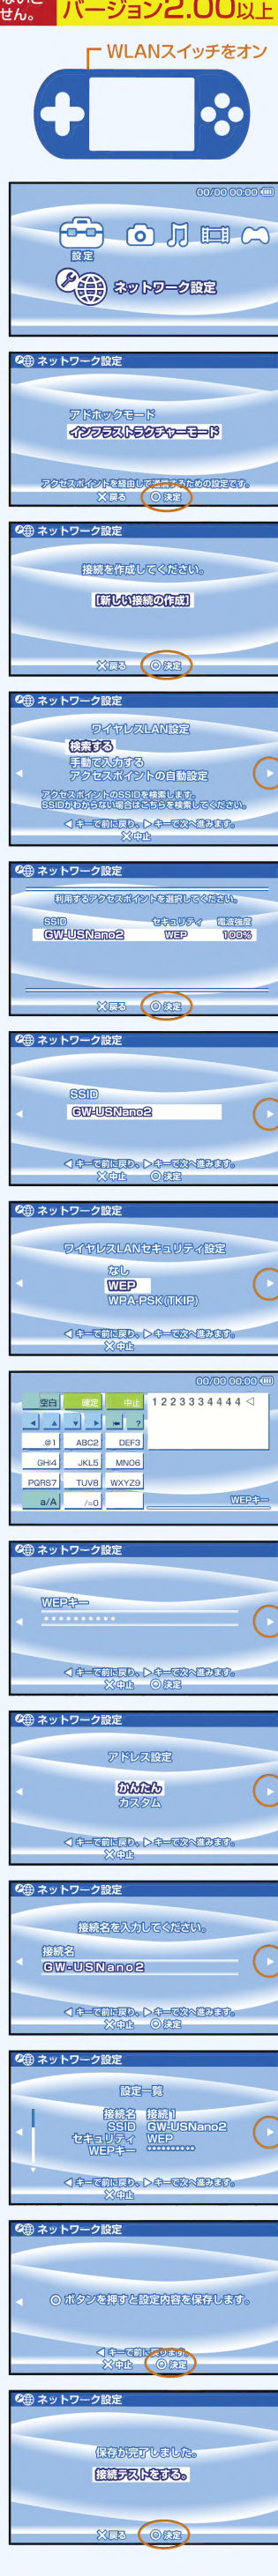 せん。
バージョン2.00以上
WLANスイッチをオン
00/00 00:00
設定
ネットワーク設定
ネットワーク設定
アドホックモード
インフラストラクチャーモード
アクセスポイントを経由して通信するための設定です。
×戻る ○決定
ネットワーク設定
接続を作成してください。
[新しい接続の作成]
×戻る ○決定
ネットワーク設定
ワイヤレスLAN設定
検索する
手動で入力する
アクセスポイントの自動設定
アクセスポイントのSSIDを検索します。
SSIDがわからない場合はこちらを検索してください。
◁キーで前に戻り、▷キーで次へ進みます。
×中止
ネットワーク設定
利用するアクセスポイントを選択してください。
SSID セキュリティ 電波強度
GW-USNano2 WEP 100%
×戻る ○決定
ネットワーク設定
SSID
GW-USNano2
◁キーで前に戻り、▷キーで次へ進みます。
×中止 ○決定
ネットワーク設定
ワイヤレスLANセキュリティ設定
なし
WEP
WPA-PSK(TKIP)
◁キーで前に戻り、▷キーで次へ進みます。
×中止
00/00 00:00
空白 確定 中止 1223334444◁
◀ ▲ ▼ ▶ ?
.@1 ABC2 DEF3
GHI4 JKL5 MNO6
PQRS7 TUV8 WXYZ9
a/A /=0 WEPキー
ネットワーク設定
WEPキー
**********
◁キーで前に戻り、▷キーで次へ進みます。
×中止 ○決定
ネットワーク設定
アドレス設定
かんたん
カスタム
◁キーで前に戻り、▷キーで次へ進みます。
×中止
ネットワーク設定
接続名を入力してください。
接続名
GW-USNano2
◁キーで前に戻り、▷キーで次へ進みます。
×中止 ○決定
ネットワーク設定
設定一覧
接続名 接続1
SSID GW-USNano2
セキュリティ WEP
WEPキー **********
◁キーで前に戻り、▷キーで次へ進みます。
×中止
ネットワーク設定
○ボタンを押すと設定内容を保存します。
◁キーで前に戻ります。
×中止 ○決定
ネットワーク設定
保存が完了しました。
接続テストをする。
×戻る ○決定